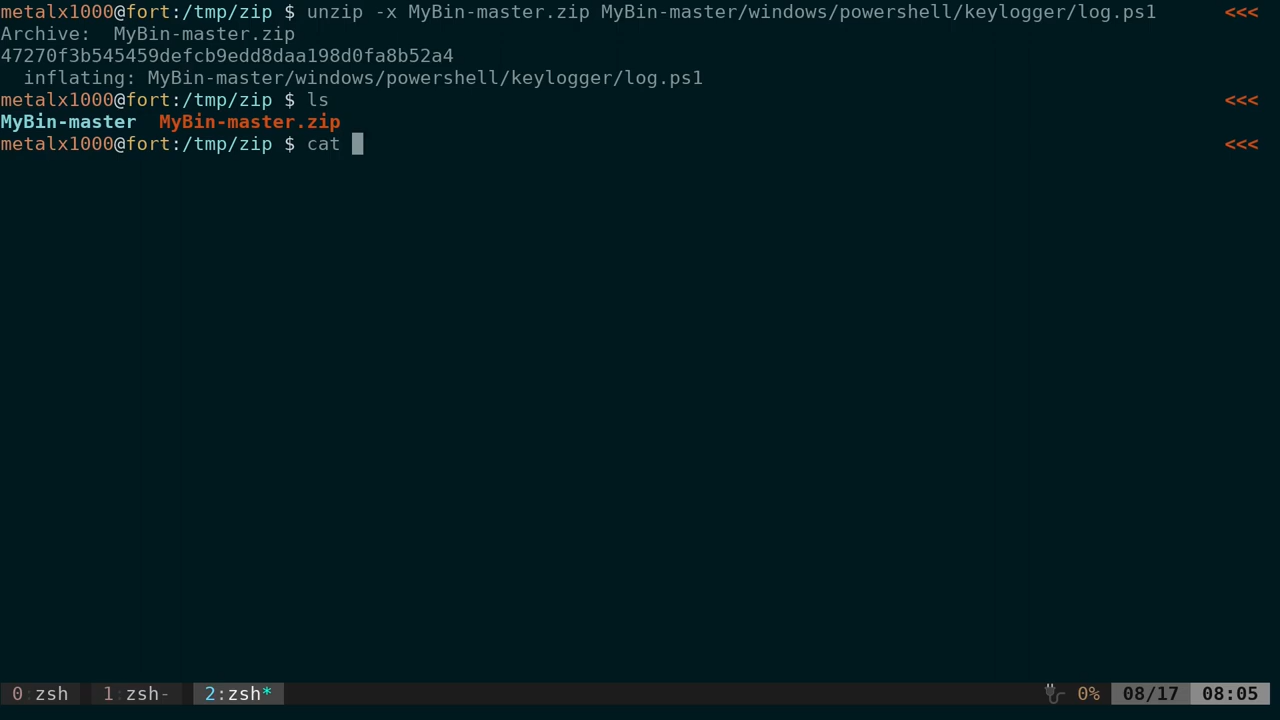 metalx1000@fort:/tmp/zip $ unzip -x MyBin-master.zip MyBin-master/windows/powershell/keylogger/log.ps1 <<<
Archive:  MyBin-master.zip
47270f3b545459defcb9edd8daa198d0fa8b52a4
  inflating: MyBin-master/windows/powershell/keylogger/log.ps1
metalx1000@fort:/tmp/zip $ ls <<<
MyBin-master  MyBin-master.zip
metalx1000@fort:/tmp/zip $ cat <<<
0:zsh 1:zsh- 2:zsh* 0% 08/17 08:05